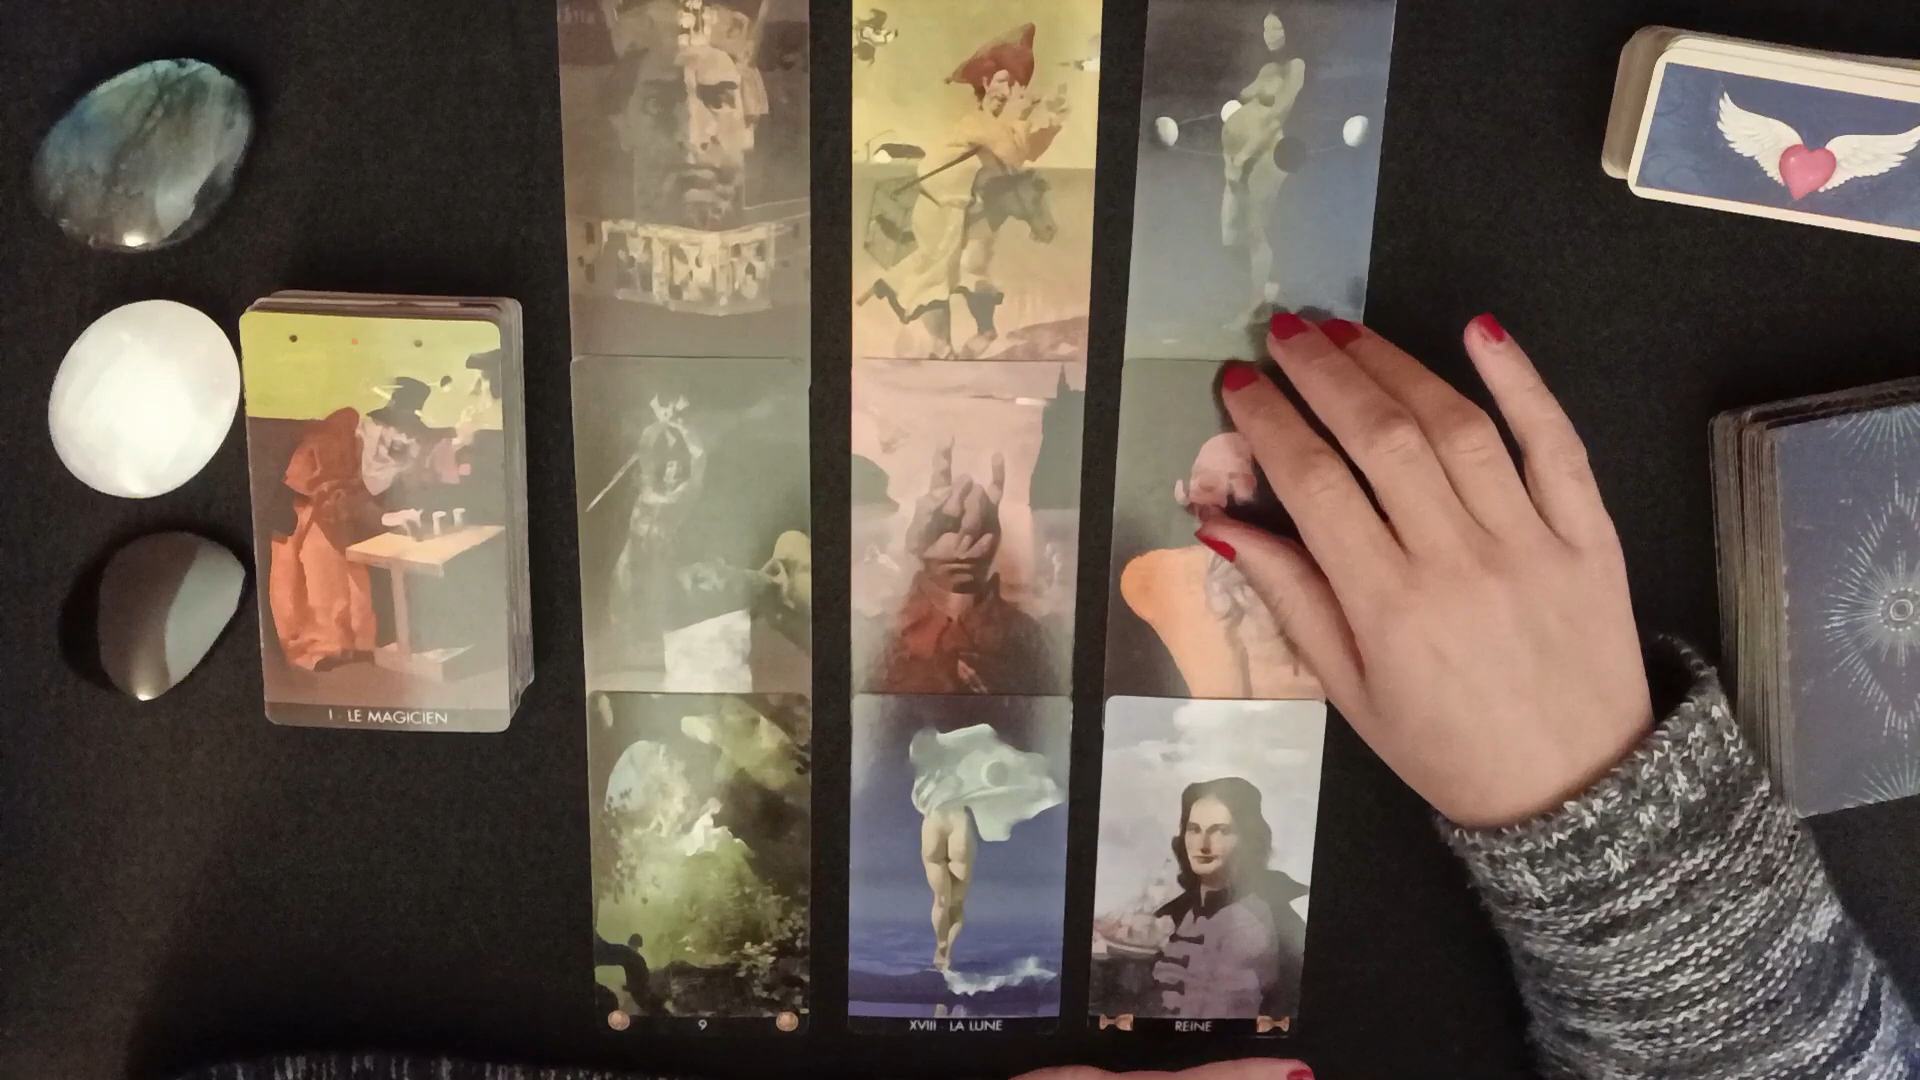 I · LE MAGICIEN
9
XVIII · LA LUNE
REINE